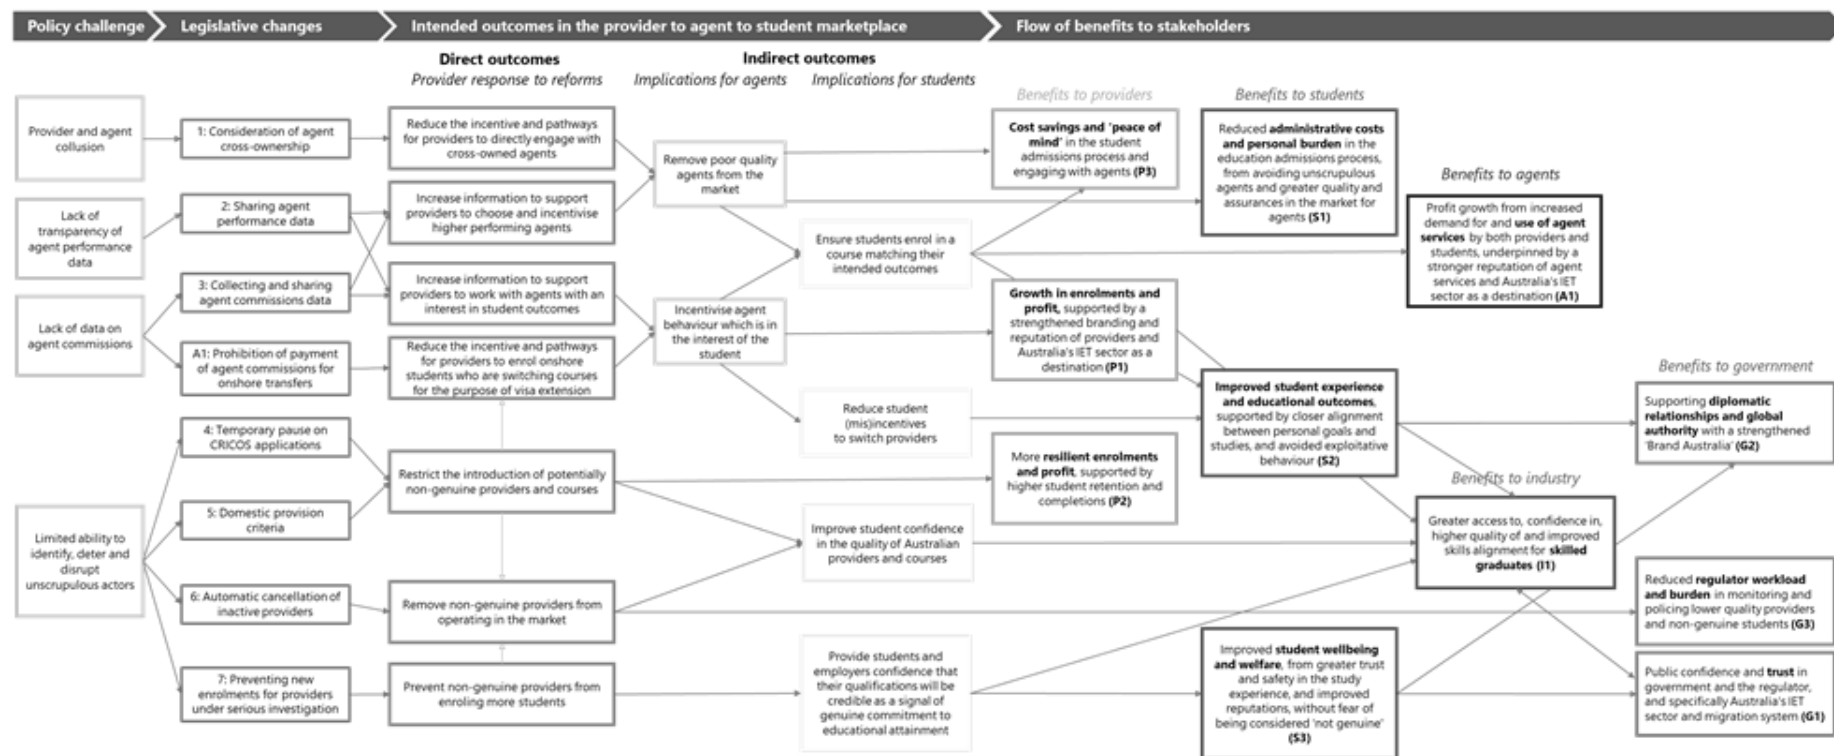 Policy challenge
Legislative changes
Intended outcomes in the provider to agent to student marketplace
Flow of benefits to stakeholders
Direct outcomes
Provider response to reforms
Indirect outcomes
Implications for agents
Implications for students
Provider and agent
collusion
Lack of
transparency of
agent performance
data
Lack of data on
agent commissions
Limited ability to
identify, deter and
disrupt
unscrupulous actors
1: Consideration of agent
cross-ownership
2: Sharing agent
performance data
3: Collecting and sharing
agent commissions data
A1: Prohibition of payment
of agent commissions for
onshore transfers
4: Temporary pause on
CRICOS applications
5: Domestic provision
criteria
6: Automatic cancellation of
inactive providers
7: Preventing new
enrolments for providers
under serious investigation
Reduce the incentive and pathways
for providers to directly engage with
cross-owned agents
Increase information to support
providers to choose and incentivise
higher performing agents
Increase information to support
providers to work with agents with an
interest in student outcomes
Reduce the incentive and pathways
for providers to enrol onshore
students who are switching courses
for the purpose of visa extension
Restrict the introduction of potentially
non-genuine providers and courses
Remove non-genuine providers from
operating in the market
Prevent non-genuine providers from
enroling more students
Remove poor quality
agents from the
market
Incentivise agent
behaviour which is in
the interest of the
student
Ensure students enrol in a
course matching their
intended outcomes
Reduce student
(mis)incentives
to switch providers
Improve student confidence
in the quality of Australian
providers and courses
Provide students and
employers confidence that
their qualifications will be
credible as a signal of
genuine commitment to
educational attainment
Benefits to providers
Cost savings and 'peace of
mind' in the student
admissions process and
engaging with agents (P3)
Growth in enrolments and
profit, supported by a
strengthened branding and
reputation of providers and
Australia's IET sector as a
destination (P1)
More resilient enrolments
and profit, supported by
higher student retention and
completions (P2)
Benefits to students
Reduced administrative costs
and personal burden in the
education admissions process,
from avoiding unscrupulous
agents and greater quality and
assurances in the market for
agents (S1)
Improved student experience
and educational outcomes,
supported by closer alignment
between personal goals and
studies, and avoided exploitative
behaviour (S2)
Improved student wellbeing
and welfare, from greater trust
and safety in the study
experience, and improved
reputations, without fear of
being considered 'not genuine'
(S3)
Benefits to agents
Profit growth from increased
demand for and use of agent
services by both providers and
students, underpinned by a
stronger reputation of agent
services and Australia's IET
sector as a destination (A1)
Benefits to industry
Greater access to, confidence in,
higher quality of and improved
skills alignment for skilled
graduates (I1)
Benefits to government
Supporting diplomatic
relationships and global
authority with a strengthened
'Brand Australia' (G2)
Reduced regulator workload
and burden in monitoring and
policing lower quality providers
and non-genuine students (G3)
Public confidence and trust in
government and the regulator,
and specifically Australia's IET
sector and migration system (G1)